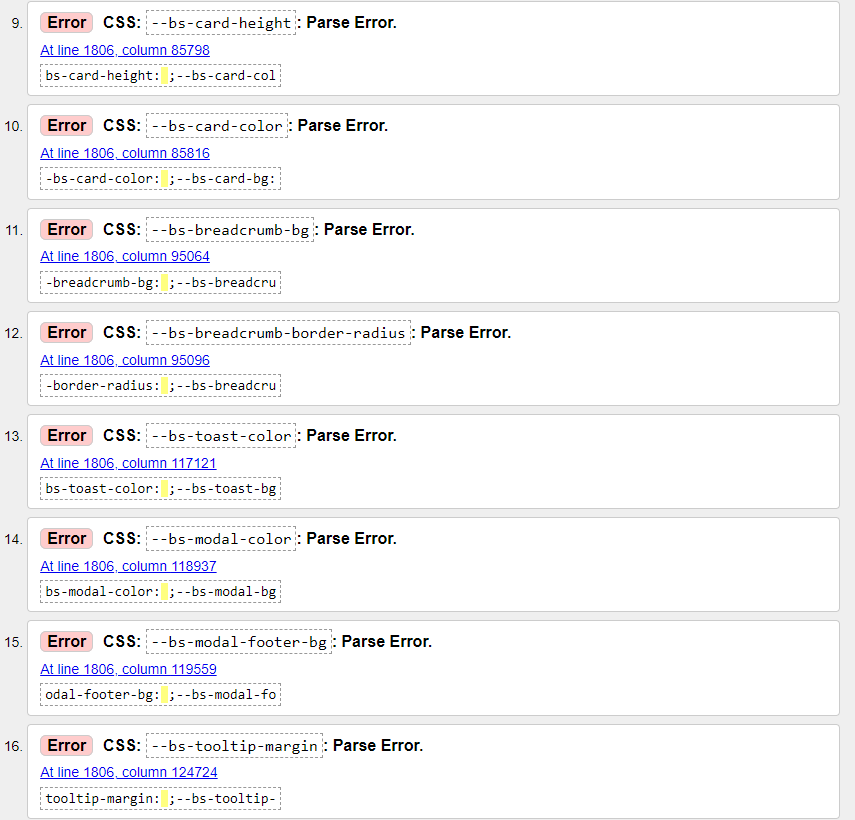 9. Error CSS: --bs-card-height: Parse Error.
At line 1806, column 85798
bs-card-height: ;--bs-card-col
10. Error CSS: --bs-card-color: Parse Error.
At line 1806, column 85816
-bs-card-color: ;--bs-card-bg:
11. Error CSS: --bs-breadcrumb-bg: Parse Error.
At line 1806, column 95064
-breadcrumb-bg: ;--bs-breadcru
12. Error CSS: --bs-breadcrumb-border-radius: Parse Error.
At line 1806, column 95096
-border-radius: ;--bs-breadcru
13. Error CSS: --bs-toast-color: Parse Error.
At line 1806, column 117121
bs-toast-color: ;--bs-toast-bg
14. Error CSS: --bs-modal-color: Parse Error.
At line 1806, column 118937
bs-modal-color: ;--bs-modal-bg
15. Error CSS: --bs-modal-footer-bg: Parse Error.
At line 1806, column 119559
odal-footer-bg: ;--bs-modal-fo
16. Error CSS: --bs-tooltip-margin: Parse Error.
At line 1806, column 124724
tooltip-margin: ;--bs-tooltip-